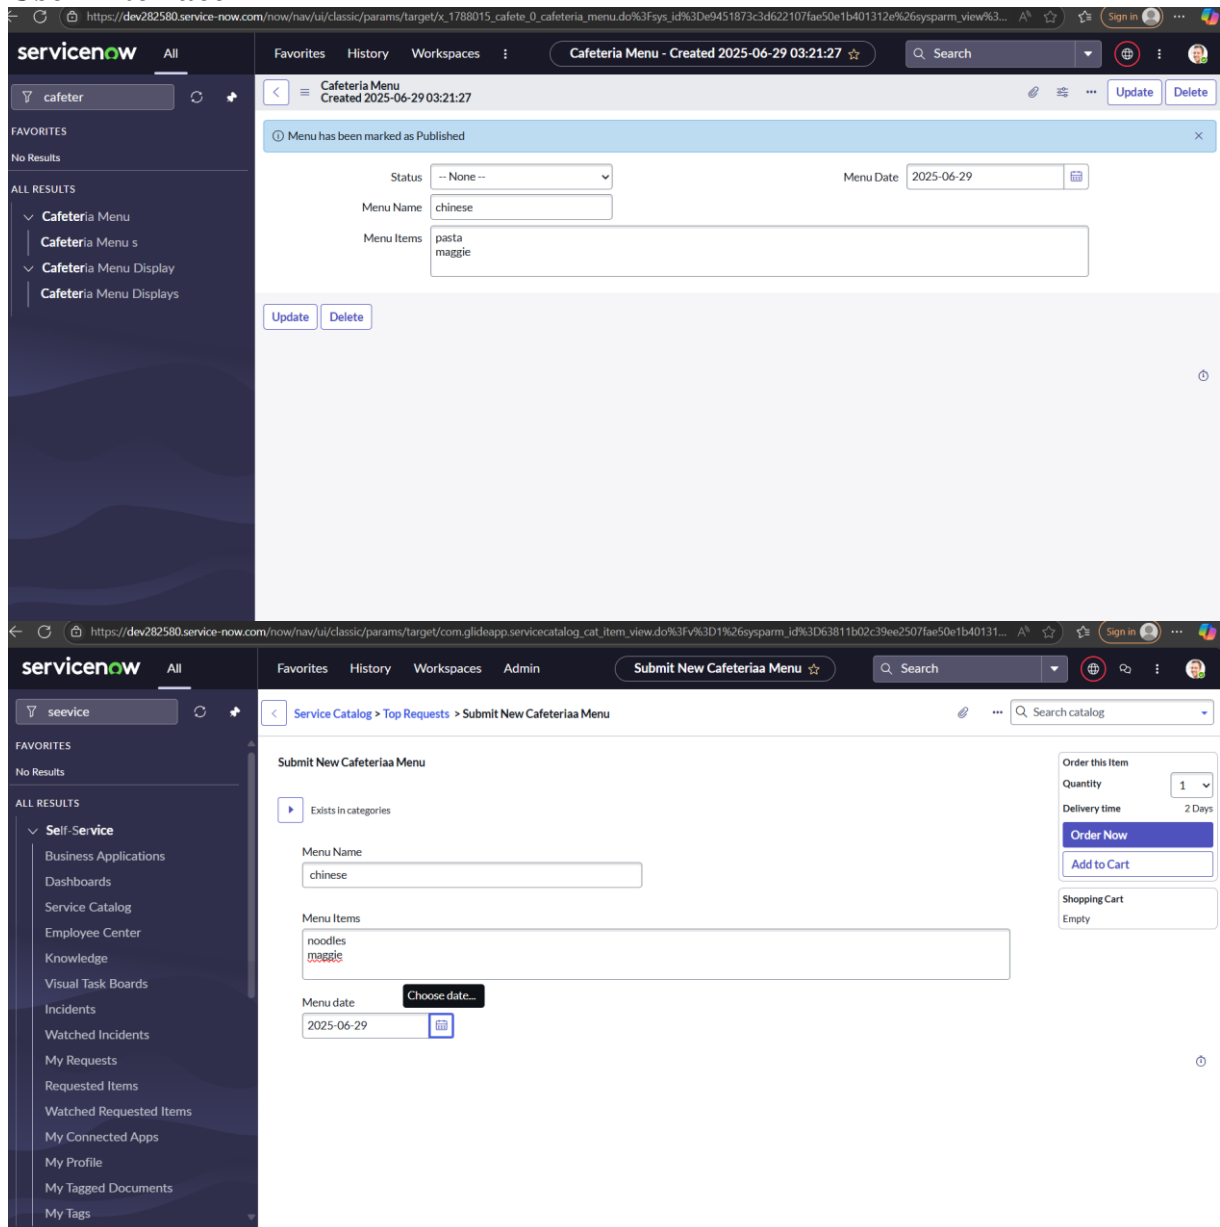 https://dev282580.service-now.com/now/nav/ui/classic/params/target/x_1788015_cafete_0_cafeteria_menu.do%3Fsys_id%3De9451873c3d622107fae50e1b401312e%26sysparm_view%3... Sign in
servicenow All Favorites History Workspaces Cafeteria Menu - Created 2025-06-29 03:21:27 Search
cafeter
Cafeteria Menu
Created 2025-06-29 03:21:27
Update Delete
FAVORITES
No Results
ALL RESULTS
Cafeteria Menu
Cafeteria Menu s
Cafeteria Menu Display
Cafeteria Menu Displays
Menu has been marked as Published
Status -- None --
Menu Date 2025-06-29
Menu Name chinese
Menu Items pasta
maggie
Update Delete
https://dev282580.service-now.com/now/nav/ui/classic/params/target/com.glideapp.servicecatalog_cat_item_view.do%3Fv%3D1%26sysparm_id%3D63811b02c39ee2507fae50e1b40131... Sign in
servicenow All Favorites History Workspaces Admin Submit New Cafeteriaa Menu Search
seevice
Service Catalog > Top Requests > Submit New Cafeteriaa Menu
Search catalog
FAVORITES
No Results
ALL RESULTS
Self-Service
Business Applications
Dashboards
Service Catalog
Employee Center
Knowledge
Visual Task Boards
Incidents
Watched Incidents
My Requests
Requested Items
Watched Requested Items
My Connected Apps
My Profile
My Tagged Documents
My Tags
Submit New Cafeteriaa Menu
Exists in categories
Menu Name
chinese
Menu Items
noodles
maggie
Menu date
Choose date...
2025-06-29
Order this Item
Quantity 1
Delivery time 2 Days
Order Now
Add to Cart
Shopping Cart
Empty